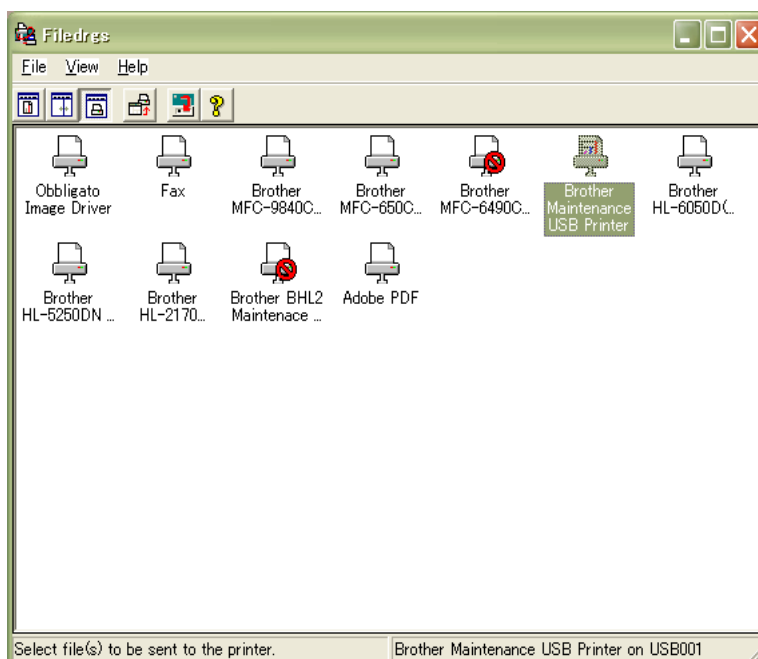 Filedrgs
File View Help
Obbligato
Image Driver
Fax
Brother
MFC-9840C...
Brother
MFC-650C...
Brother
MFC-6490C...
Brother
Maintenance
USB Printer
Brother
HL-6050D(...
Brother
HL-5250DN ...
Brother
HL-2170...
Brother BHL2
Maintenace ...
Adobe PDF
Select file(s) to be sent to the printer.
Brother Maintenance USB Printer on USB001